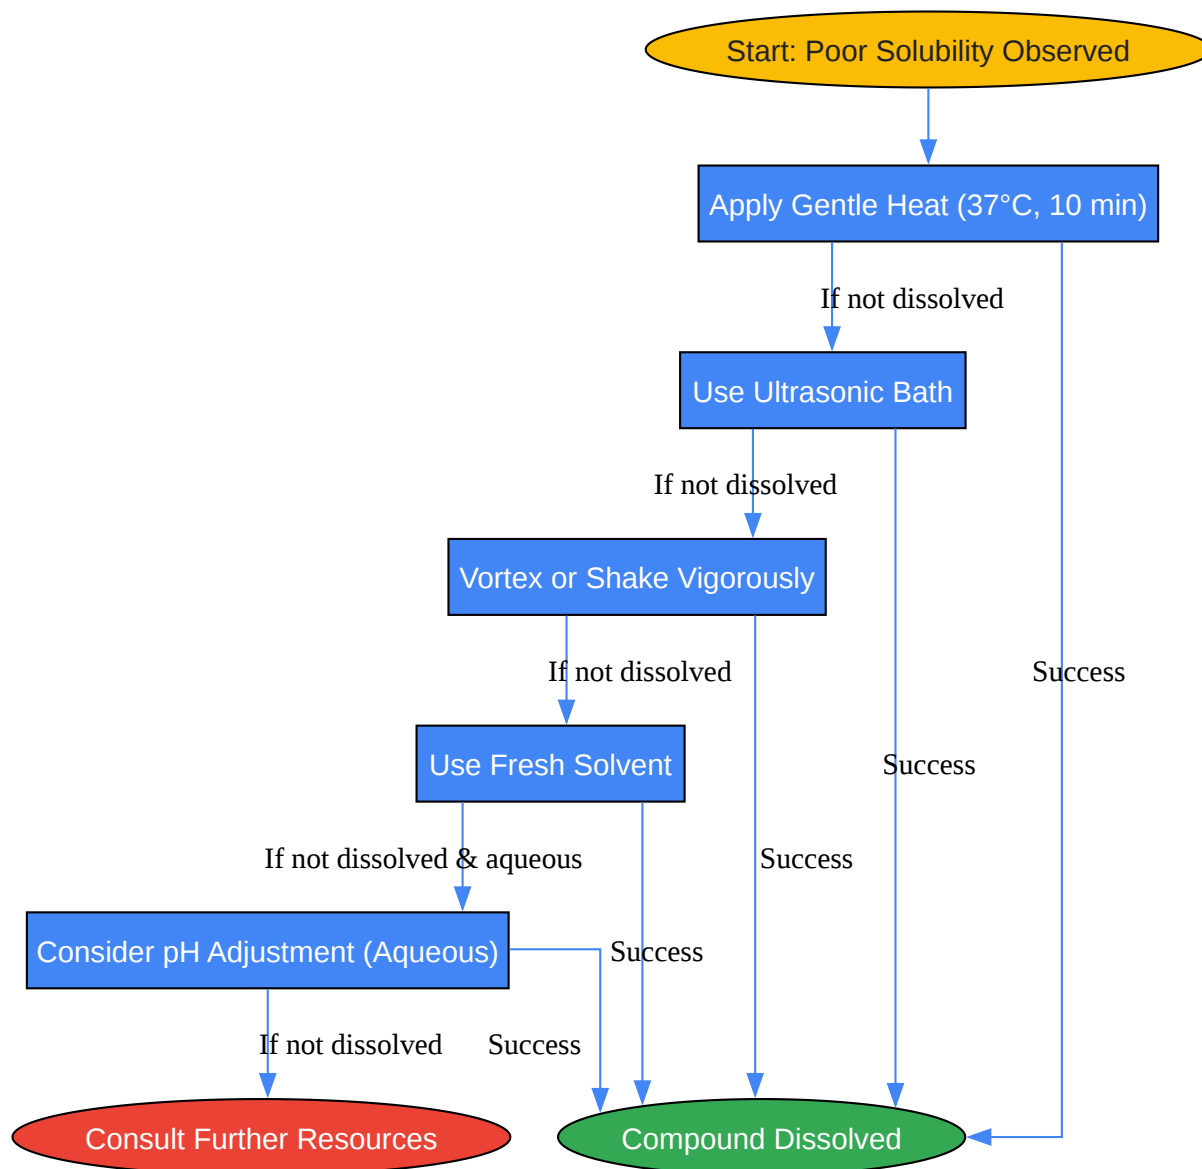 Start: Poor Solubility Observed
Apply Gentle Heat (37°C, 10 min)
If not dissolved
Use Ultrasonic Bath
If not dissolved
Vortex or Shake Vigorously
If not dissolved
Success
Use Fresh Solvent
Success
If not dissolved & aqueous
Success
Consider pH Adjustment (Aqueous)
Success
If not dissolved
Success
Consult Further Resources
Compound Dissolved